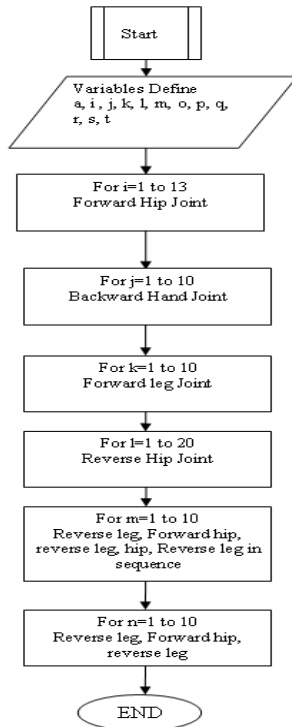 Start
Variables Define
a, i , j, k, l, m, o, p, q,
r, s, t
For i=1 to 13
Forward Hip Joint
For j=1 to 10
Backward Hand Joint
For k=1 to 10
Forward leg Joint
For l=1 to 20
Reverse Hip Joint
For m=1 to 10
Reverse leg, Forward hip,
reverse leg, hip, Reverse leg in
sequence
For n=1 to 10
Reverse leg, Forward hip,
reverse leg
END